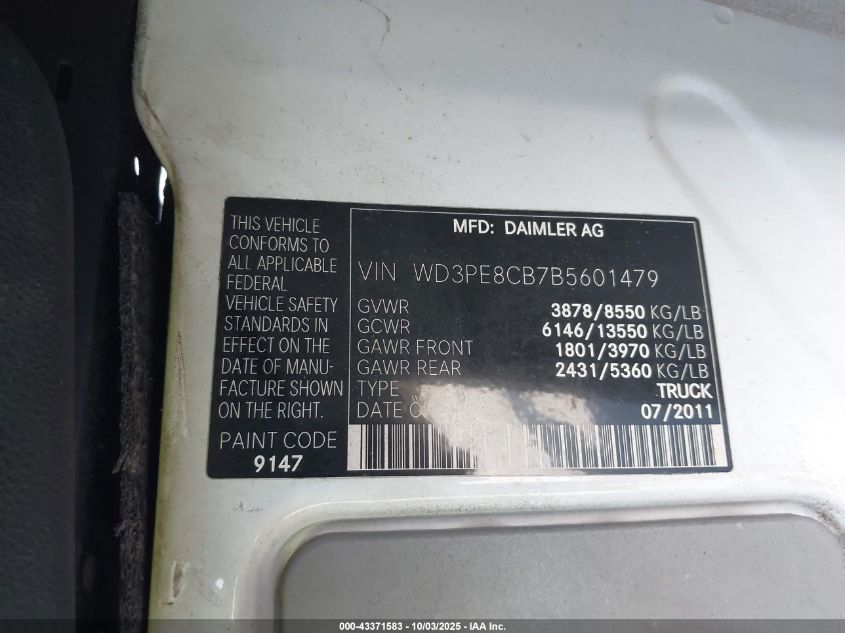 THIS VEHICLE
CONFORMS TO
ALL APPLICABLE
FEDERAL
VEHICLE SAFETY
STANDARDS IN
EFFECT ON THE
DATE OF MANU-
FACTURE SHOWN
ON THE RIGHT.
PAINT CODE
9147
MFD: DAIMLER AG
VIN WD3PE8CB7B5601479
GVWR 3878/8550 KG/LB
GCWR 6146/13550 KG/LB
GAWR FRONT 1801/3970 KG/LB
GAWR REAR 2431/5360 KG/LB
TYPE TRUCK
DATE 07/2011
000-43371583 - 10/03/2025 - IAA Inc.